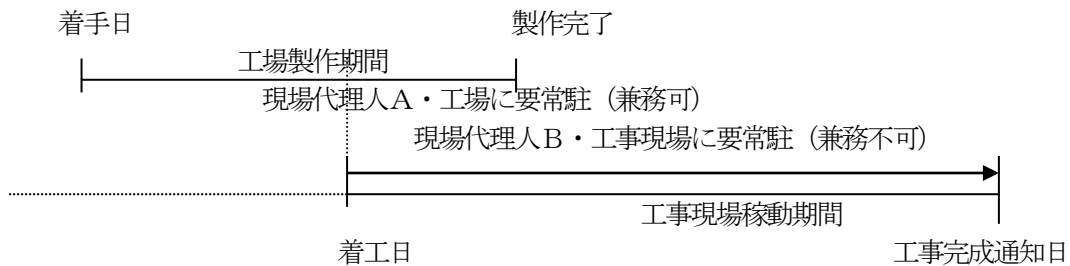 着手日
製作完了
工場製作期間
現場代理人A・工場に要常駐（兼務可）
現場代理人B・工事現場に要常駐（兼務不可）
工事現場稼動期間
着工日
工事完成通知日